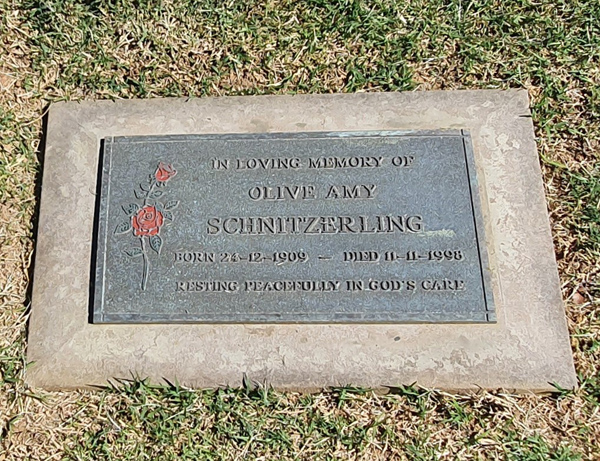 IN LOVING MEMORY OF
OLIVE AMY
SCHNITZERLING
BORN 24-12-1909 – DIED 11-11-1998
RESTING PEACEFULLY IN GOD'S CARE